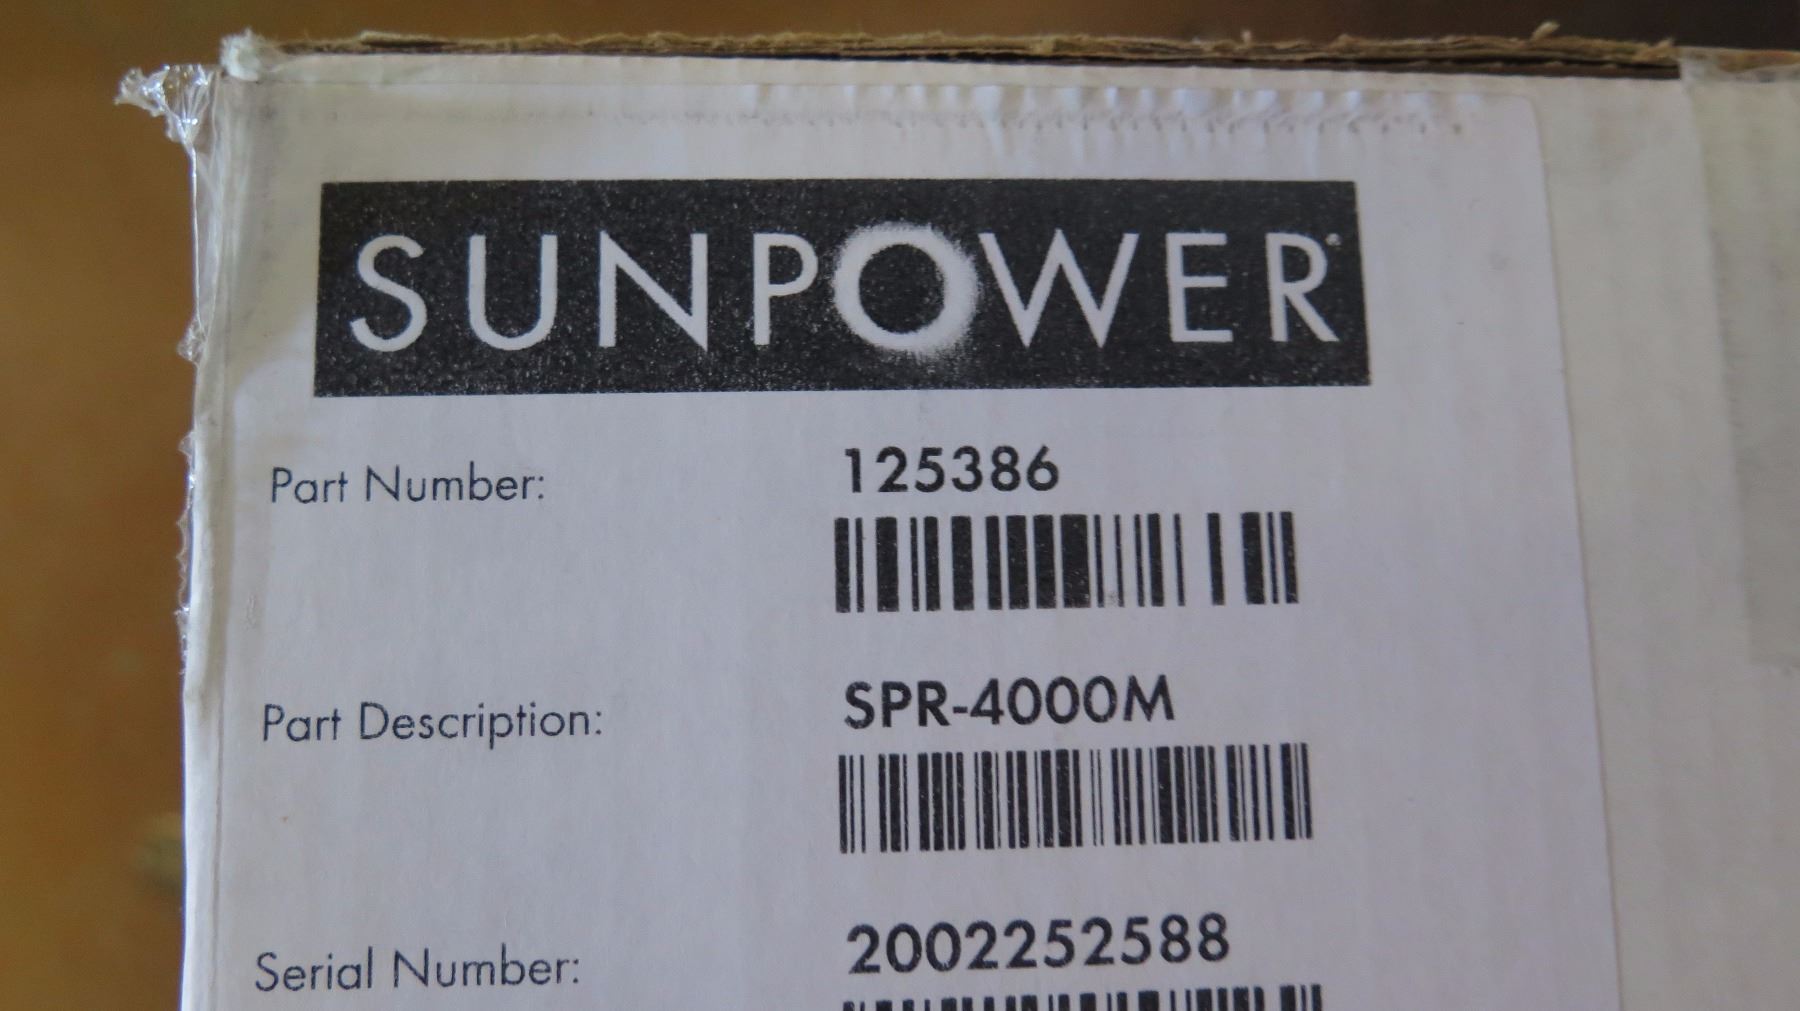 SUNPOWER®
Part Number: 125386
Part Description: SPR-4000M
Serial Number: 2002252588